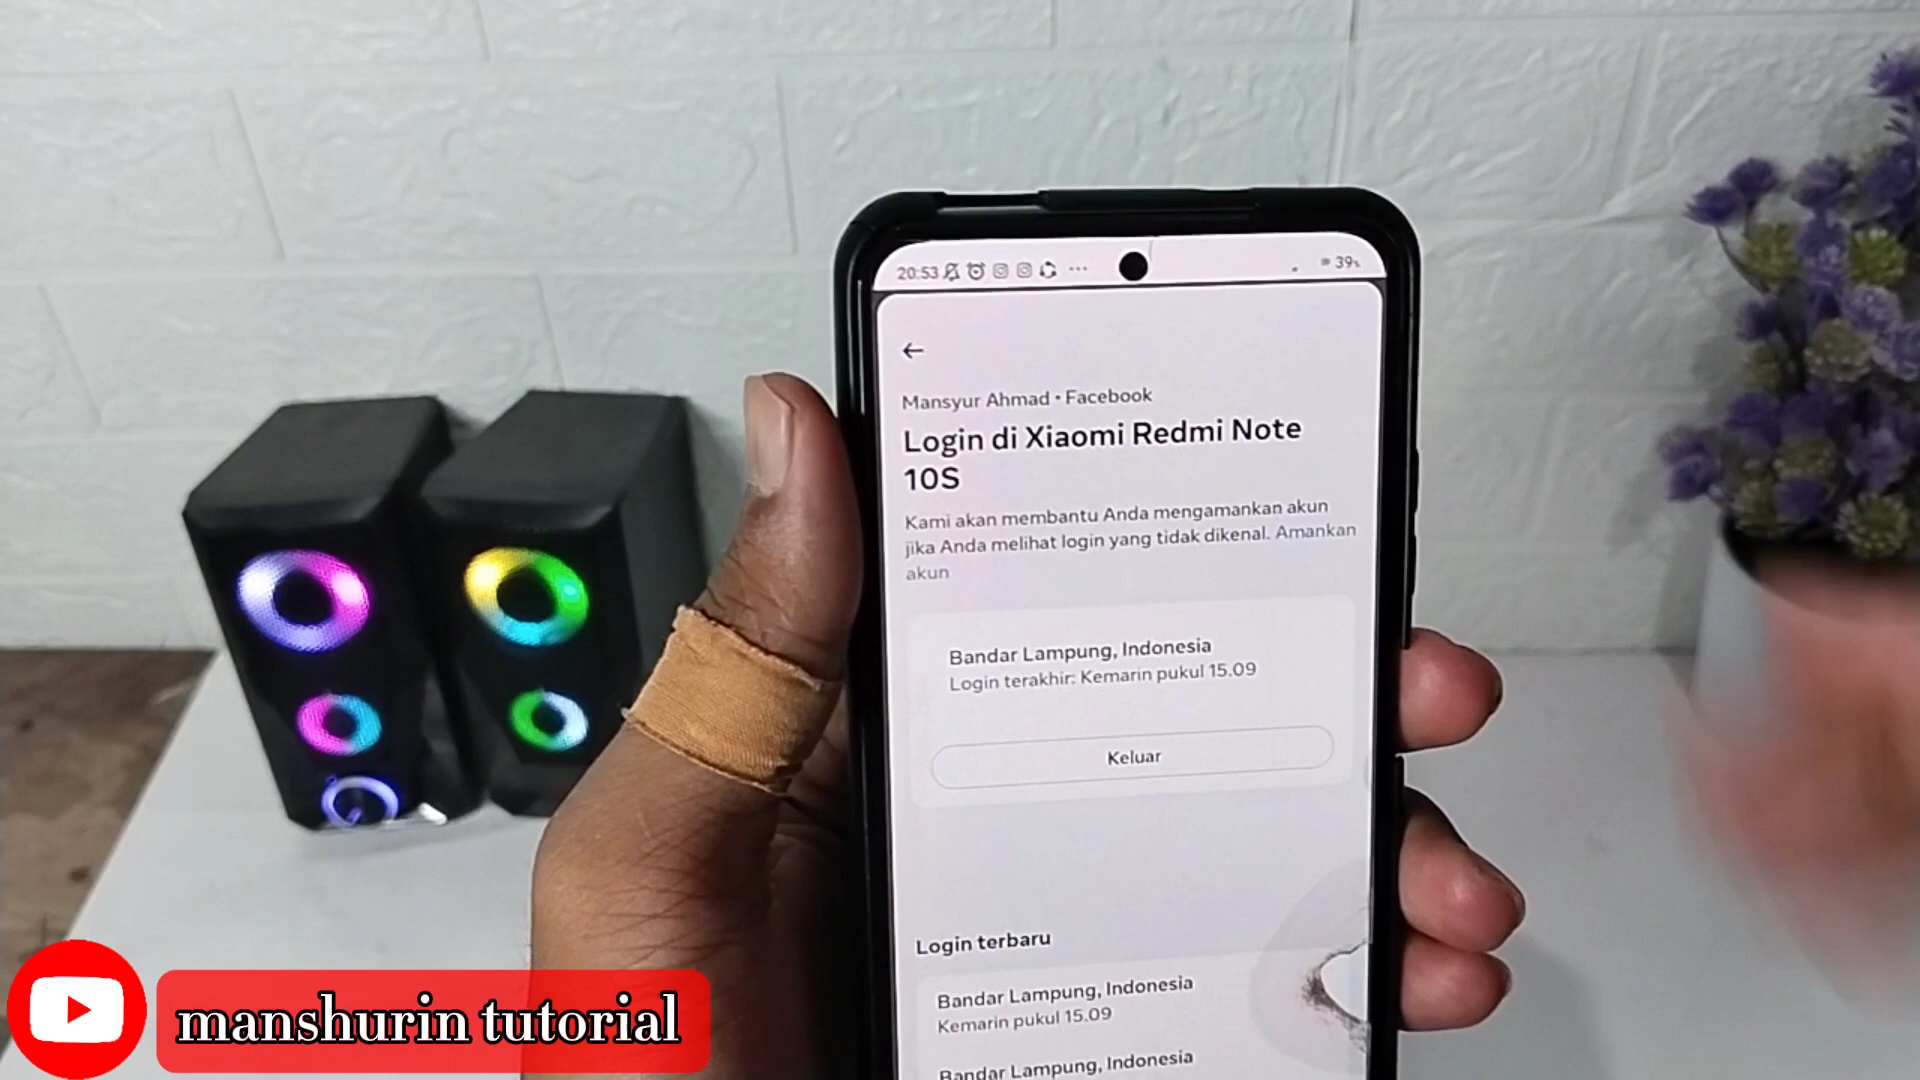 20:53
39%
Mansyur Ahmad • Facebook
Login di Xiaomi Redmi Note
10S
Kami akan membantu Anda mengamankan akun
jika Anda melihat login yang tidak dikenal. Amankan
akun
Bandar Lampung, Indonesia
Login terakhir: Kemarin pukul 15.09
Keluar
Login terbaru
Bandar Lampung, Indonesia
Kemarin pukul 15.09
Bandar Lampung, Indonesia
manshurin tutorial